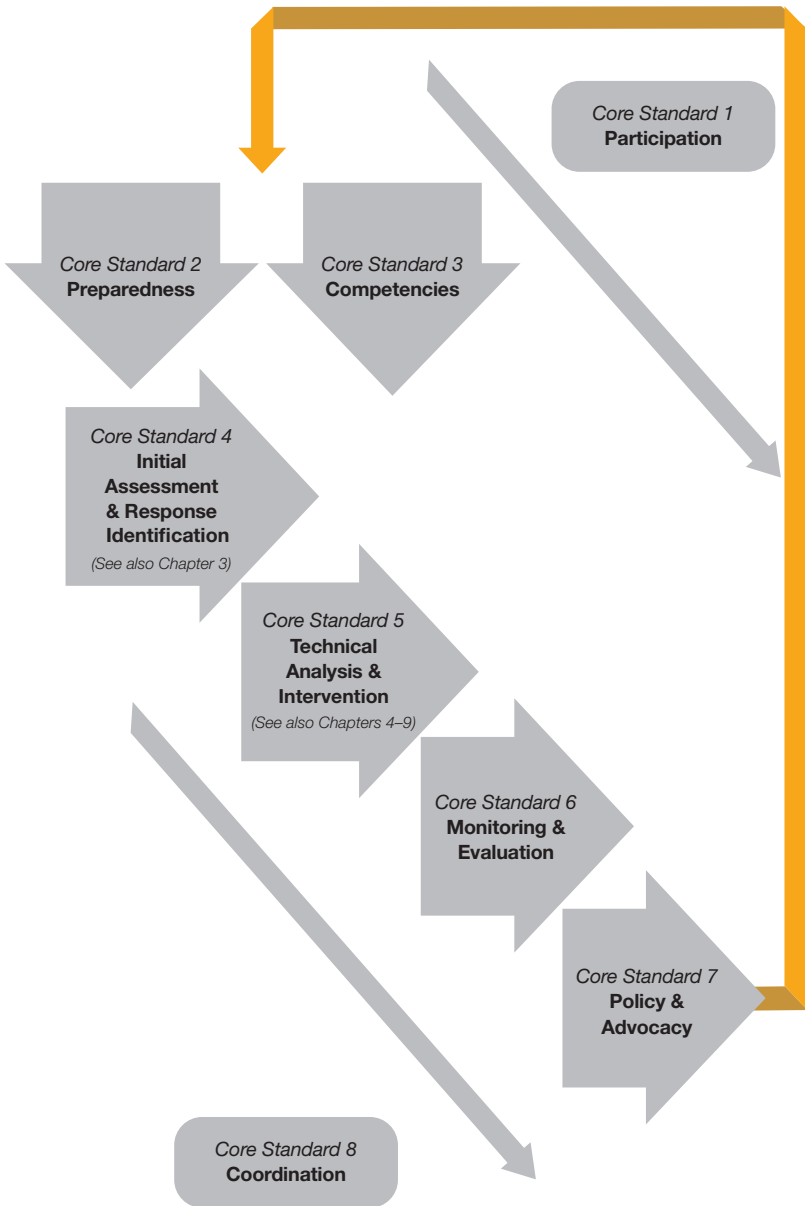 Core Standard 1
Participation
Core Standard 2
Preparedness
Core Standard 3
Competencies
Core Standard 4
Initial
Assessment
& Response
Identification
(See also Chapter 3)
Core Standard 5
Technical
Analysis &
Intervention
(See also Chapters 4–9)
Core Standard 6
Monitoring &
Evaluation
Core Standard 7
Policy &
Advocacy
Core Standard 8
Coordination